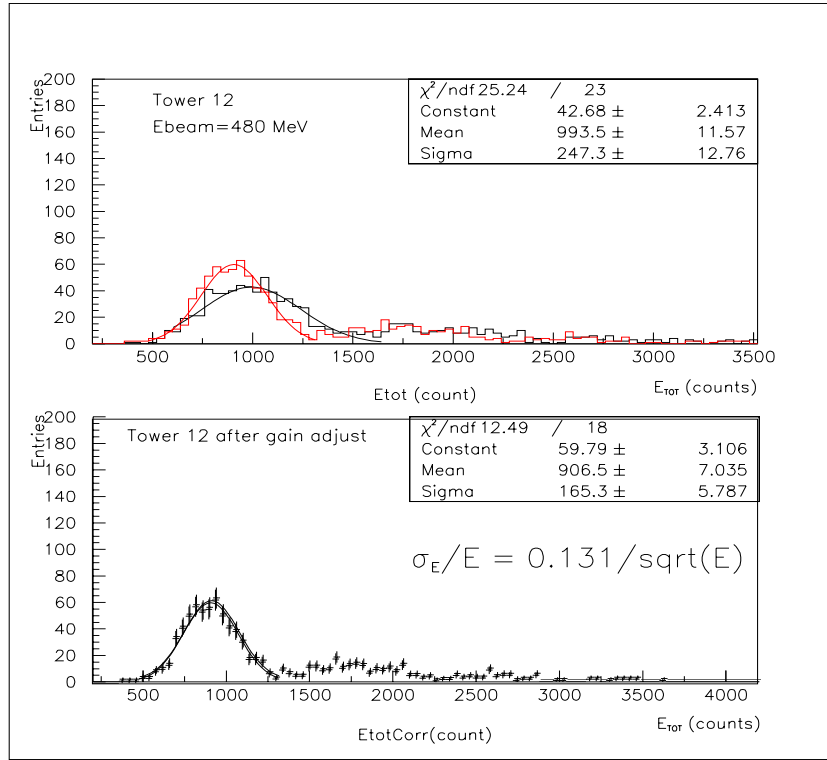 Entries
200
180
160
140
120
100
80
60
40
20
0
Tower 12
Ebeam=480 MeV
χ²/ndf 25.24 / 23
Constant 42.68 ± 2.413
Mean 993.5 ± 11.57
Sigma 247.3 ± 12.76
500 1000 1500 2000 2500 3000 3500
Etot (count) E_TOT (counts)
Entries
200
180
160
140
120
100
80
60
40
20
0
Tower 12 after gain adjust
χ²/ndf 12.49 / 18
Constant 59.79 ± 3.106
Mean 906.5 ± 7.035
Sigma 165.3 ± 5.787
σ_E/E = 0.131/sqrt(E)
500 1000 1500 2000 2500 3000 3500 4000
EtotCorr(count) E_TOT (counts)